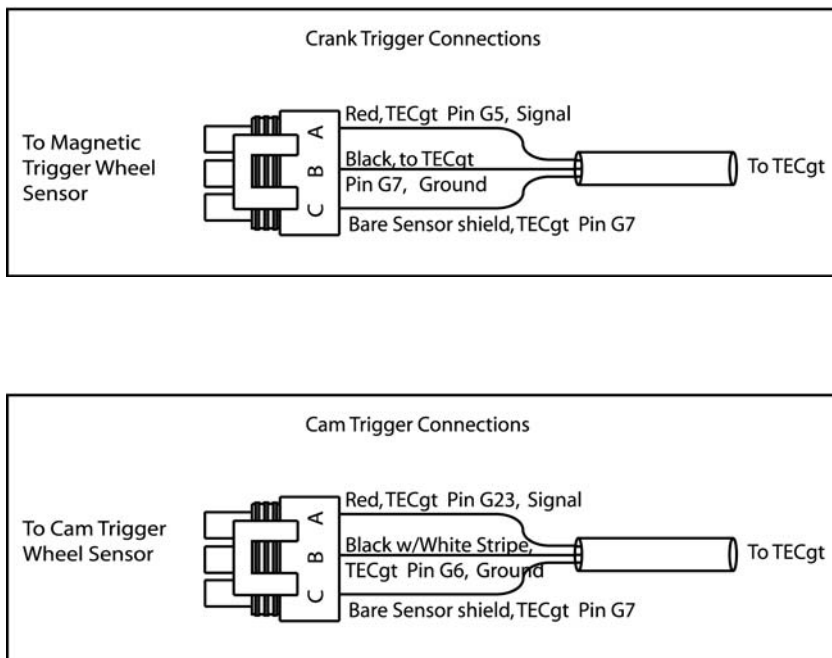 Crank Trigger Connections
Red, TECgt Pin G5, Signal
To Magnetic
Trigger Wheel
Sensor
A
B
C
Black, to TECgt
Pin G7, Ground
Bare Sensor shield, TECgt Pin G7
To TECgt
Cam Trigger Connections
Red, TECgt Pin G23, Signal
To Cam Trigger
Wheel Sensor
A
B
C
Black w/White Stripe,
TECgt Pin G6, Ground
Bare Sensor shield, TECgt Pin G7
To TECgt